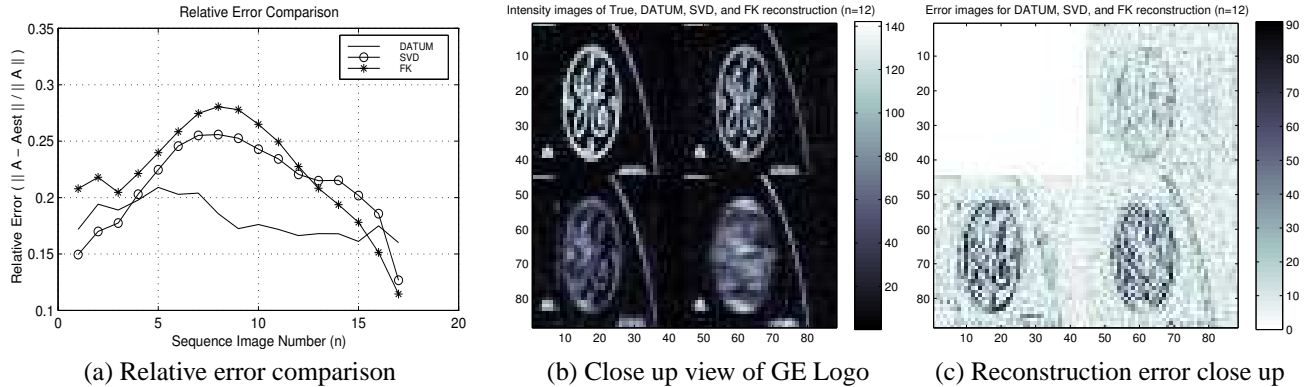 Relative Error Comparison
Relative Error ( || A − Aest || / || A || )
0.35
0.3
0.25
0.2
0.15
0.1
DATUM
SVD
FK
0 5 10 15 20
Sequence Image Number (n)
(a) Relative error comparison
Intensity images of True, DATUM, SVD, and FK reconstruction (n=12)
10
20
30
40
50
60
70
80
10 20 30 40 50 60 70 80
140
120
100
80
60
40
20
(b) Close up view of GE Logo
Error images for DATUM, SVD, and FK reconstruction (n=12)
10
20
30
40
50
60
70
80
10 20 30 40 50 60 70 80
90
80
70
60
50
40
30
20
10
0
(c) Reconstruction error close up